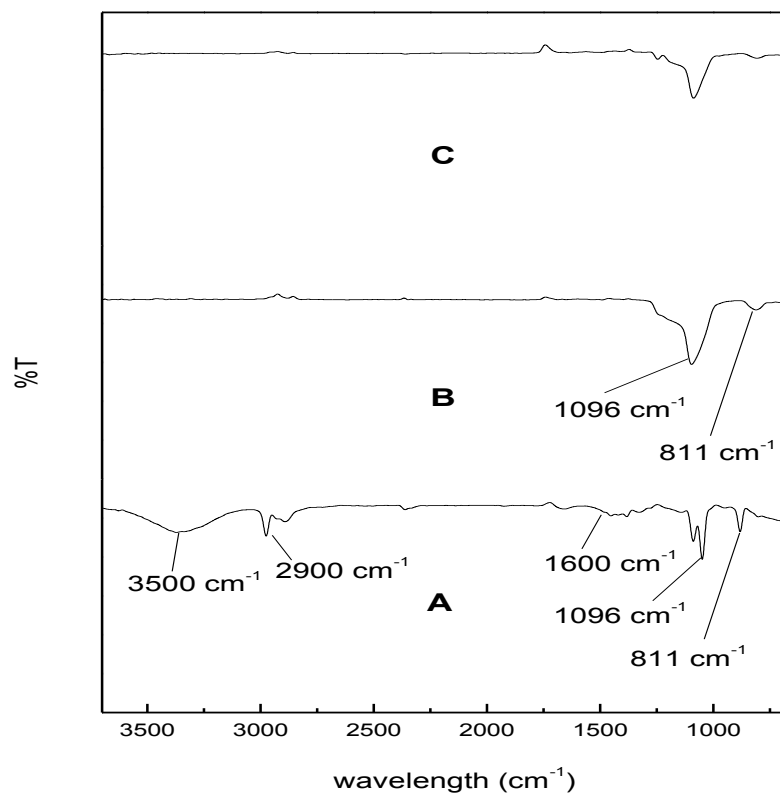 C
%T
B
1096 cm⁻¹
811 cm⁻¹
3500 cm⁻¹
2900 cm⁻¹
1600 cm⁻¹
A
1096 cm⁻¹
811 cm⁻¹
3500 3000 2500 2000 1500 1000
wavelength (cm⁻¹)